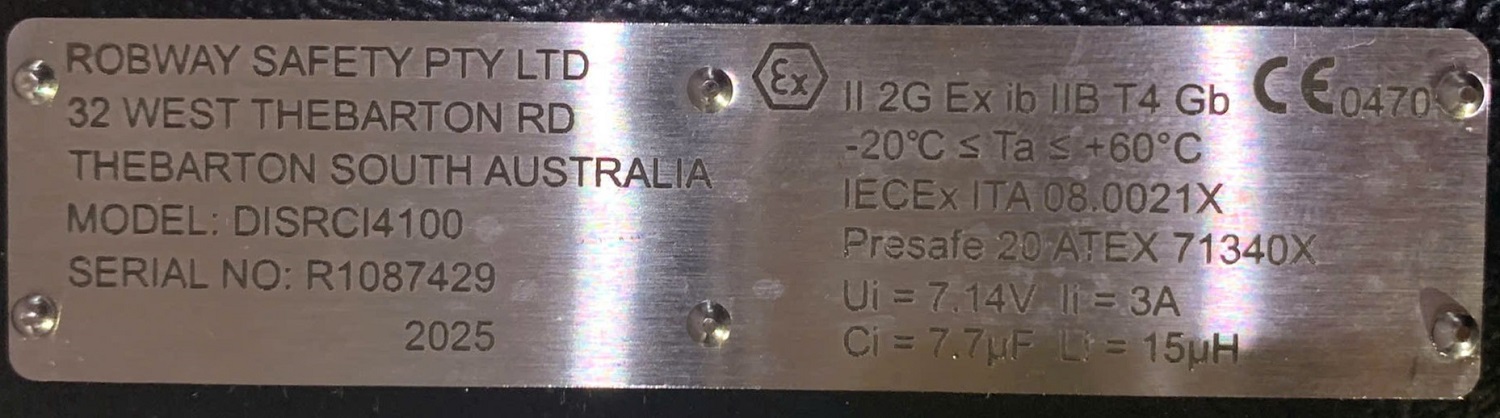 ROBWAY SAFETY PTY LTD
32 WEST THEBARTON RD
THEBARTON SOUTH AUSTRALIA
MODEL: DISRCI4100
SERIAL NO: R1087429
2025
Ex II 2G Ex ib IIB T4 Gb CE 0470
-20°C ≤ Ta ≤ +60°C
IECEx ITA 08.0021X
Presafe 20 ATEX 71340X
Ui = 7.14V Ii = 3A
Ci = 7.7µF Li = 15µH